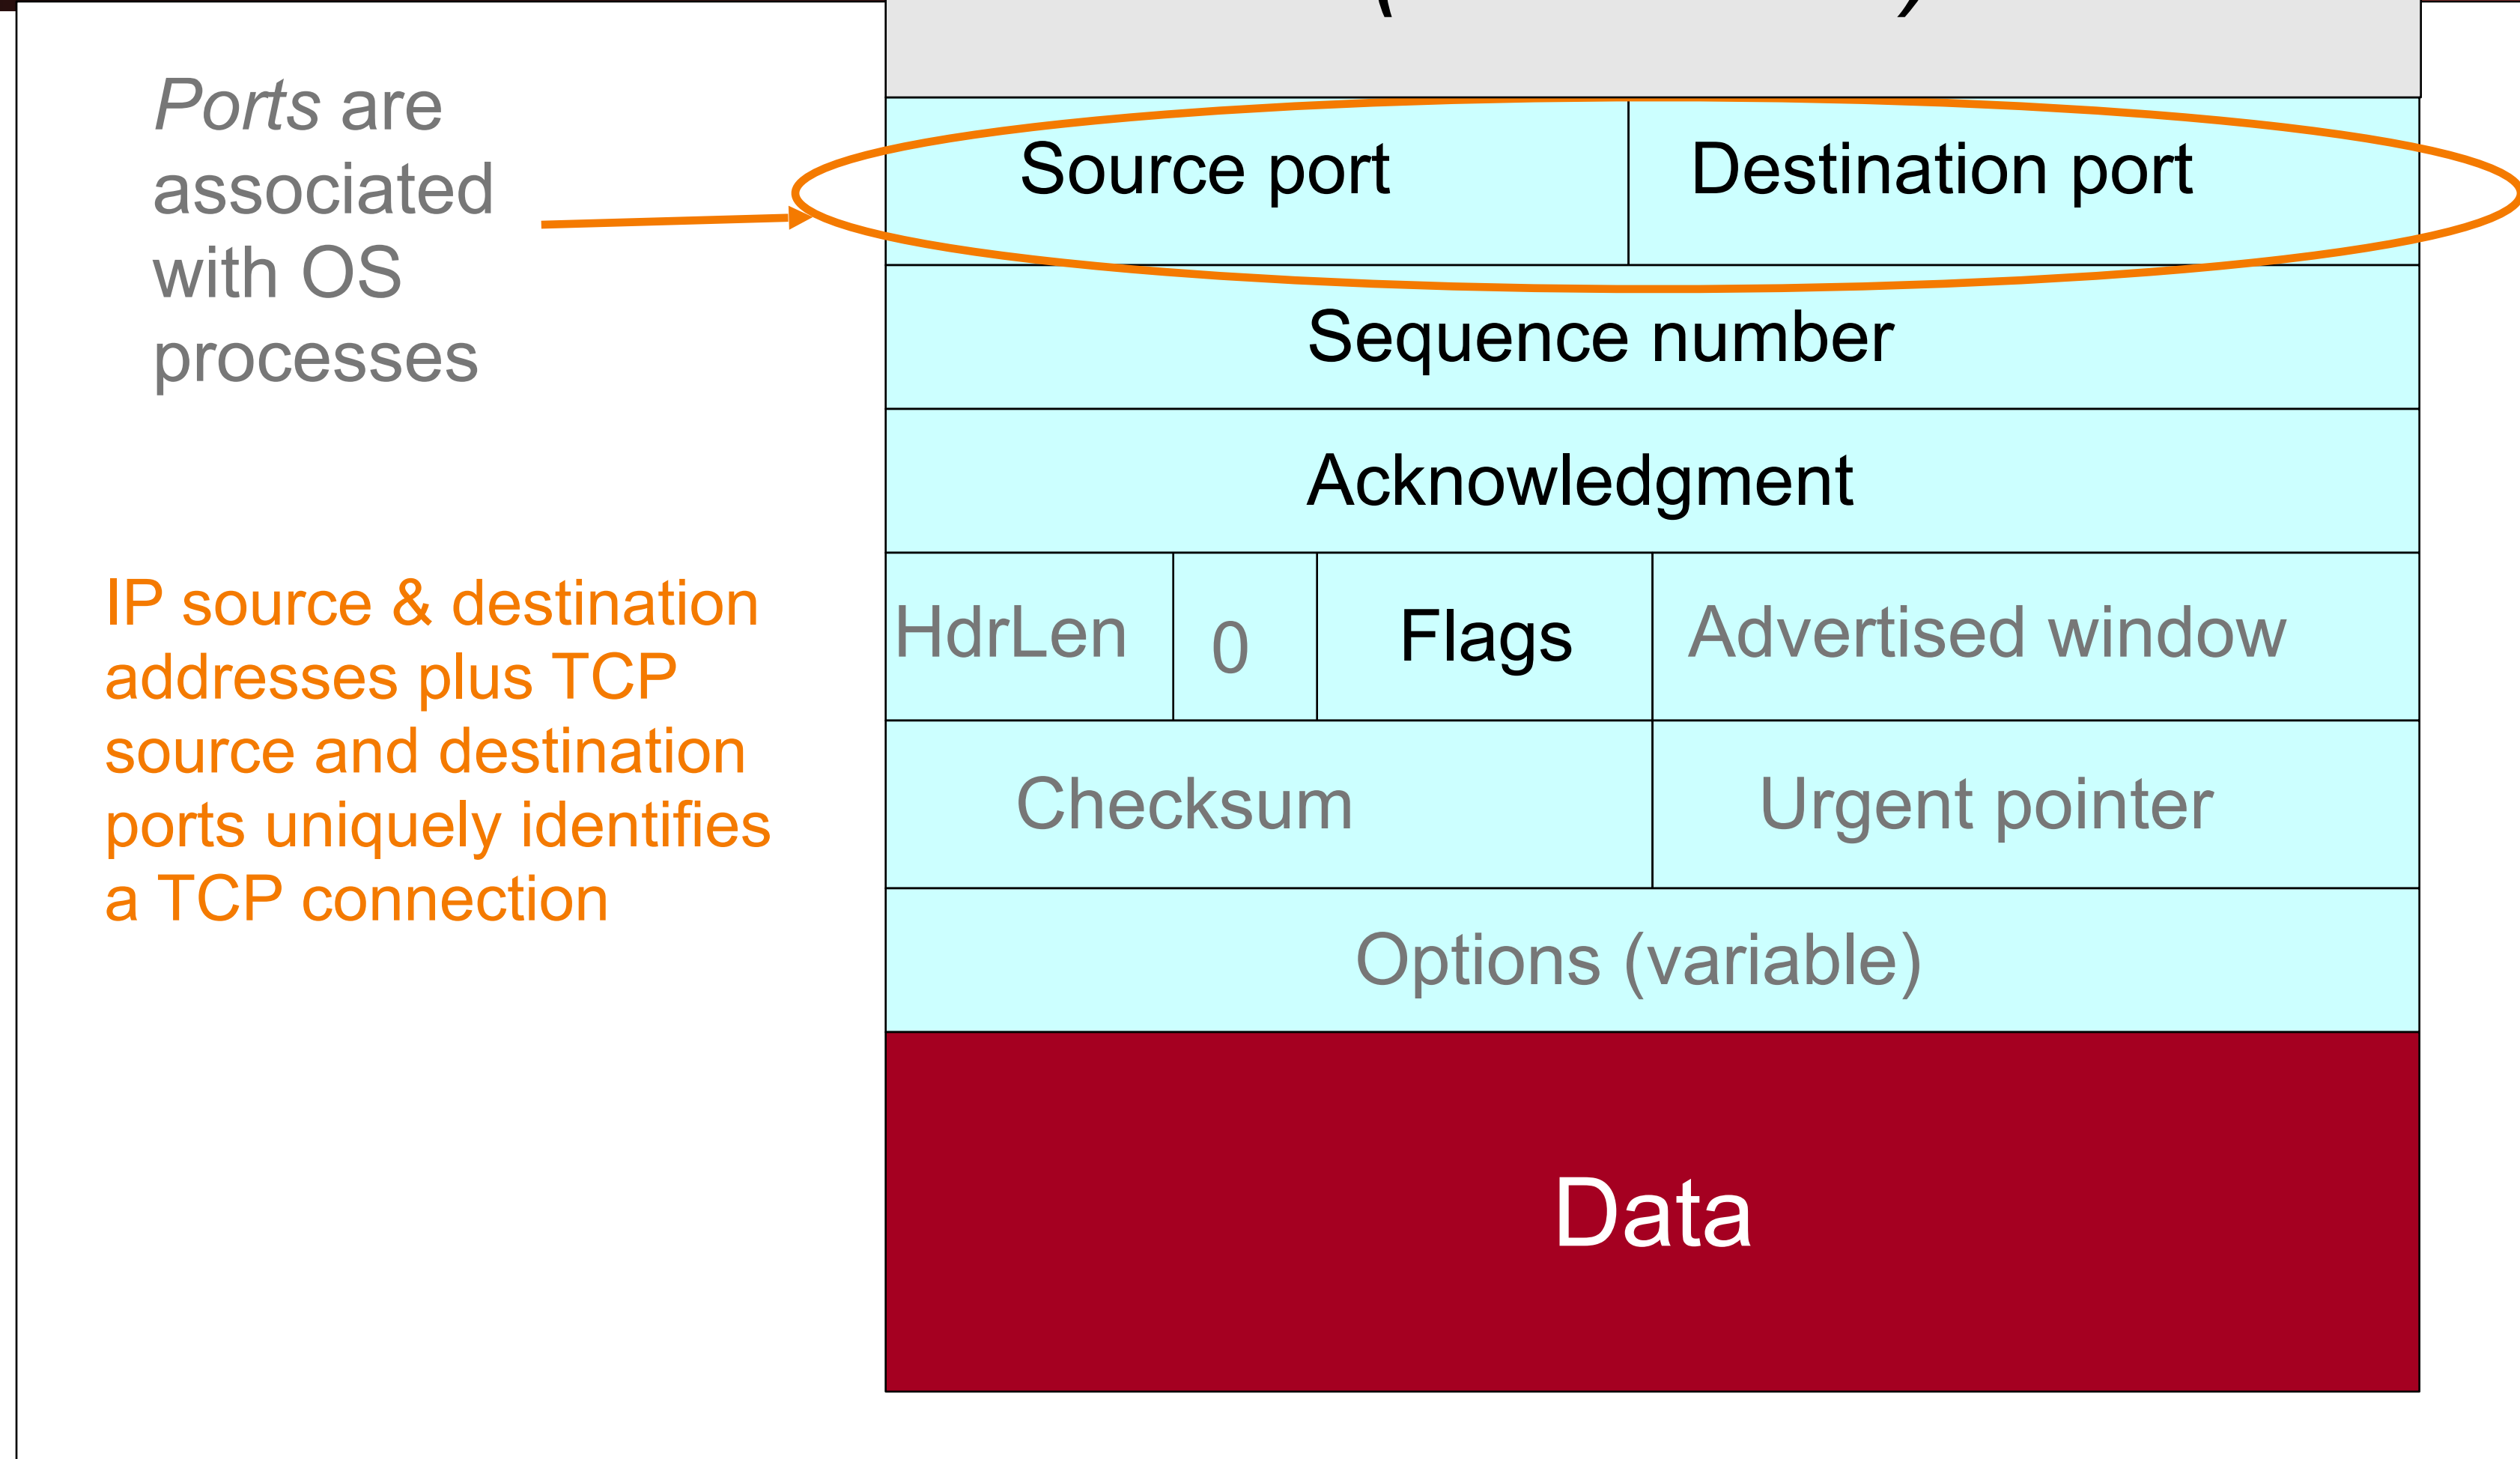 Ports are
associated
with OS
processes
IP source & destination
addresses plus TCP
source and destination
ports uniquely identifies
a TCP connection
Source port Destination port
Sequence number
Acknowledgment
HdrLen 0 Flags Advertised window
Checksum Urgent pointer
Options (variable)
Data